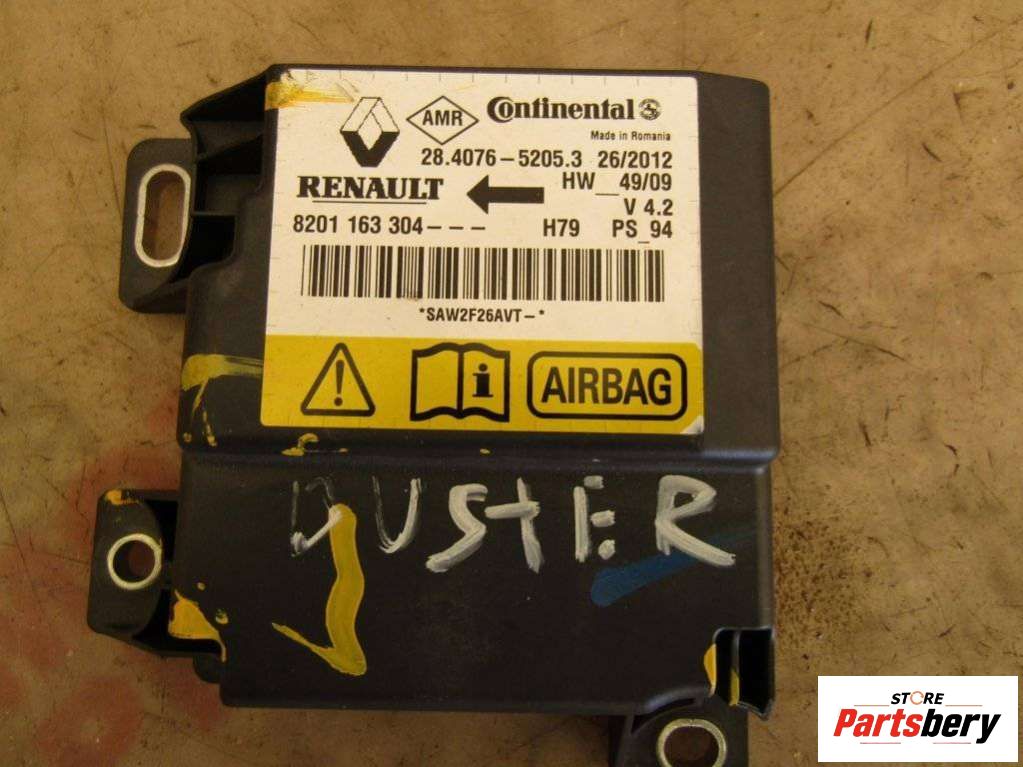 AMR Continental
Made in Romania
28.4076-5205.3 26/2012
RENAULT HW__49/09
V 4.2
8201 163 304--- H79 PS_94
*SAW2F26AVT-*
AIRBAG
DUSTER
STORE
Partsbery